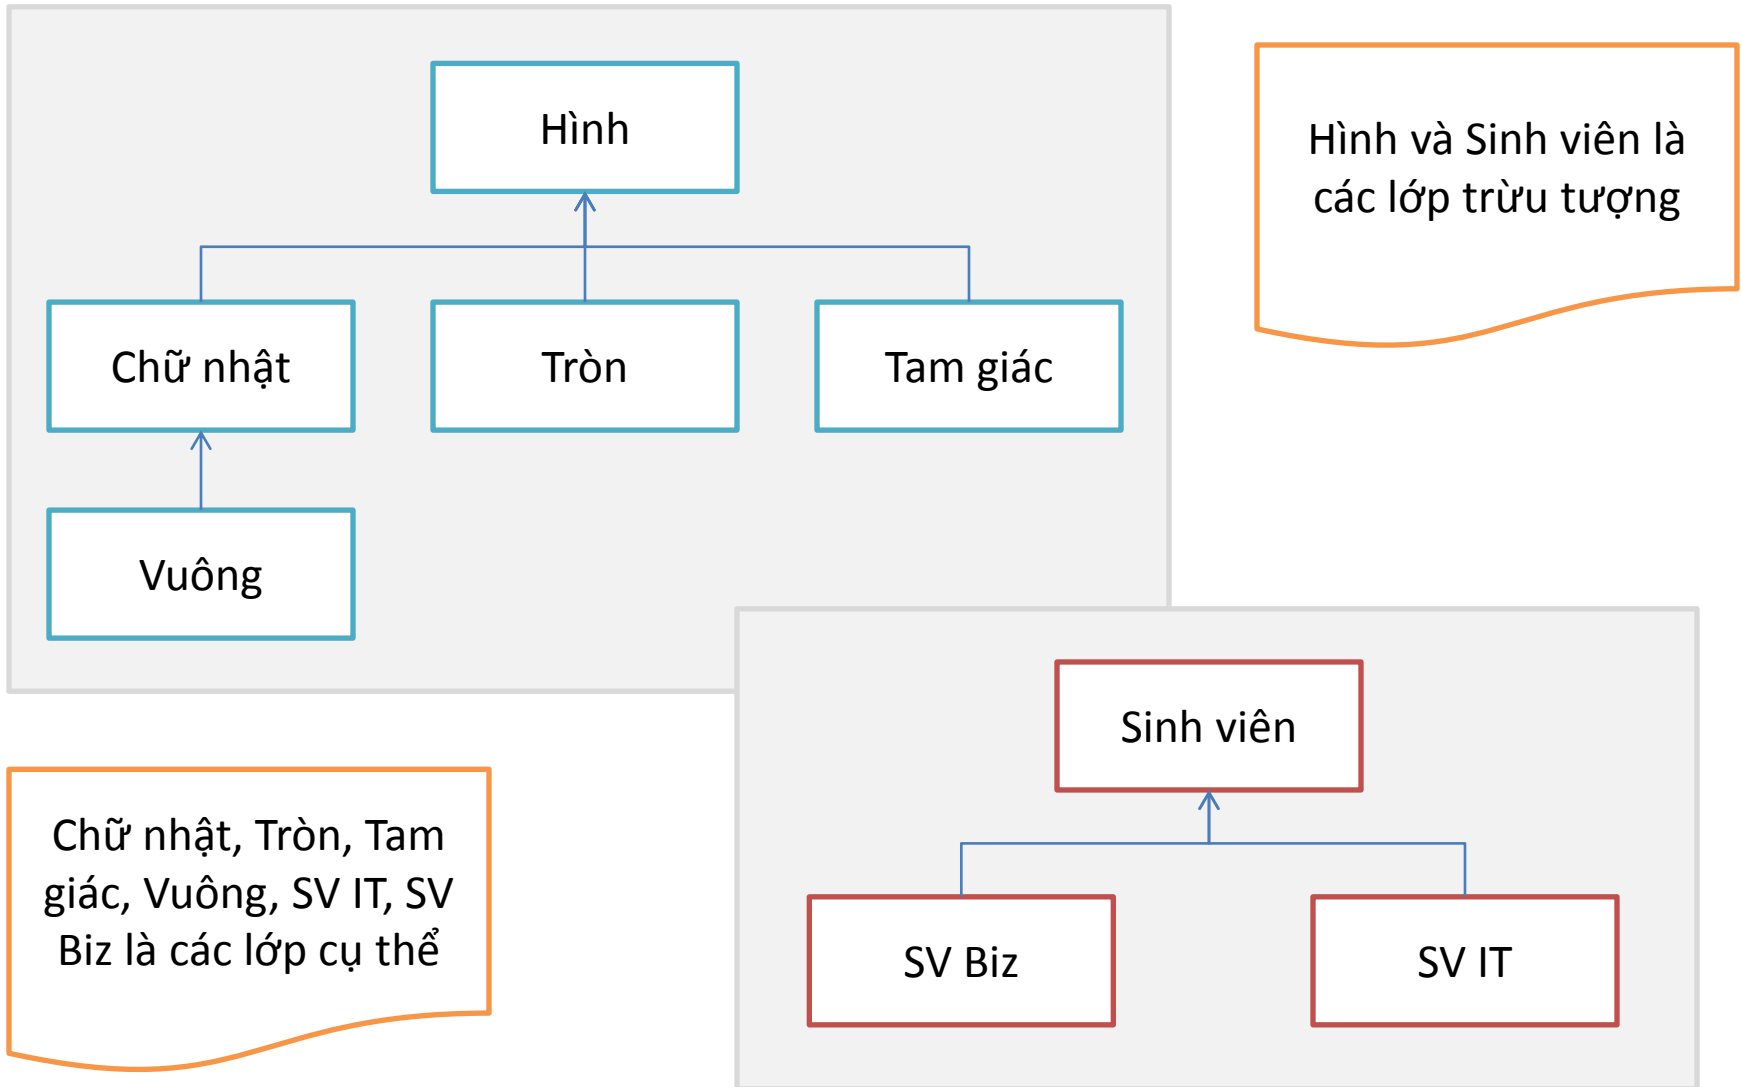 Hình
Hình và Sinh viên là
các lớp trừu tượng
Chữ nhật
Tròn
Tam giác
Vuông
Sinh viên
Chữ nhật, Tròn, Tam
giác, Vuông, SV IT, SV
Biz là các lớp cụ thể
SV Biz
SV IT